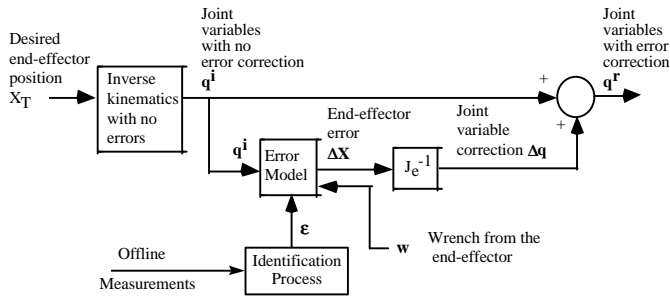 Desired
end-effector
position
X_T
Inverse
kinematics
with no
errors
Joint
variables
with no
error correction
q^i
Joint
variables
with error
correction
q^r
+
+
q^i
Error
Model
End-effector
error
ΔX
J_e^-1
Joint
variable
correction Δq
ε
w
Wrench from the
end-effector
Offline
Measurements
Identification
Process